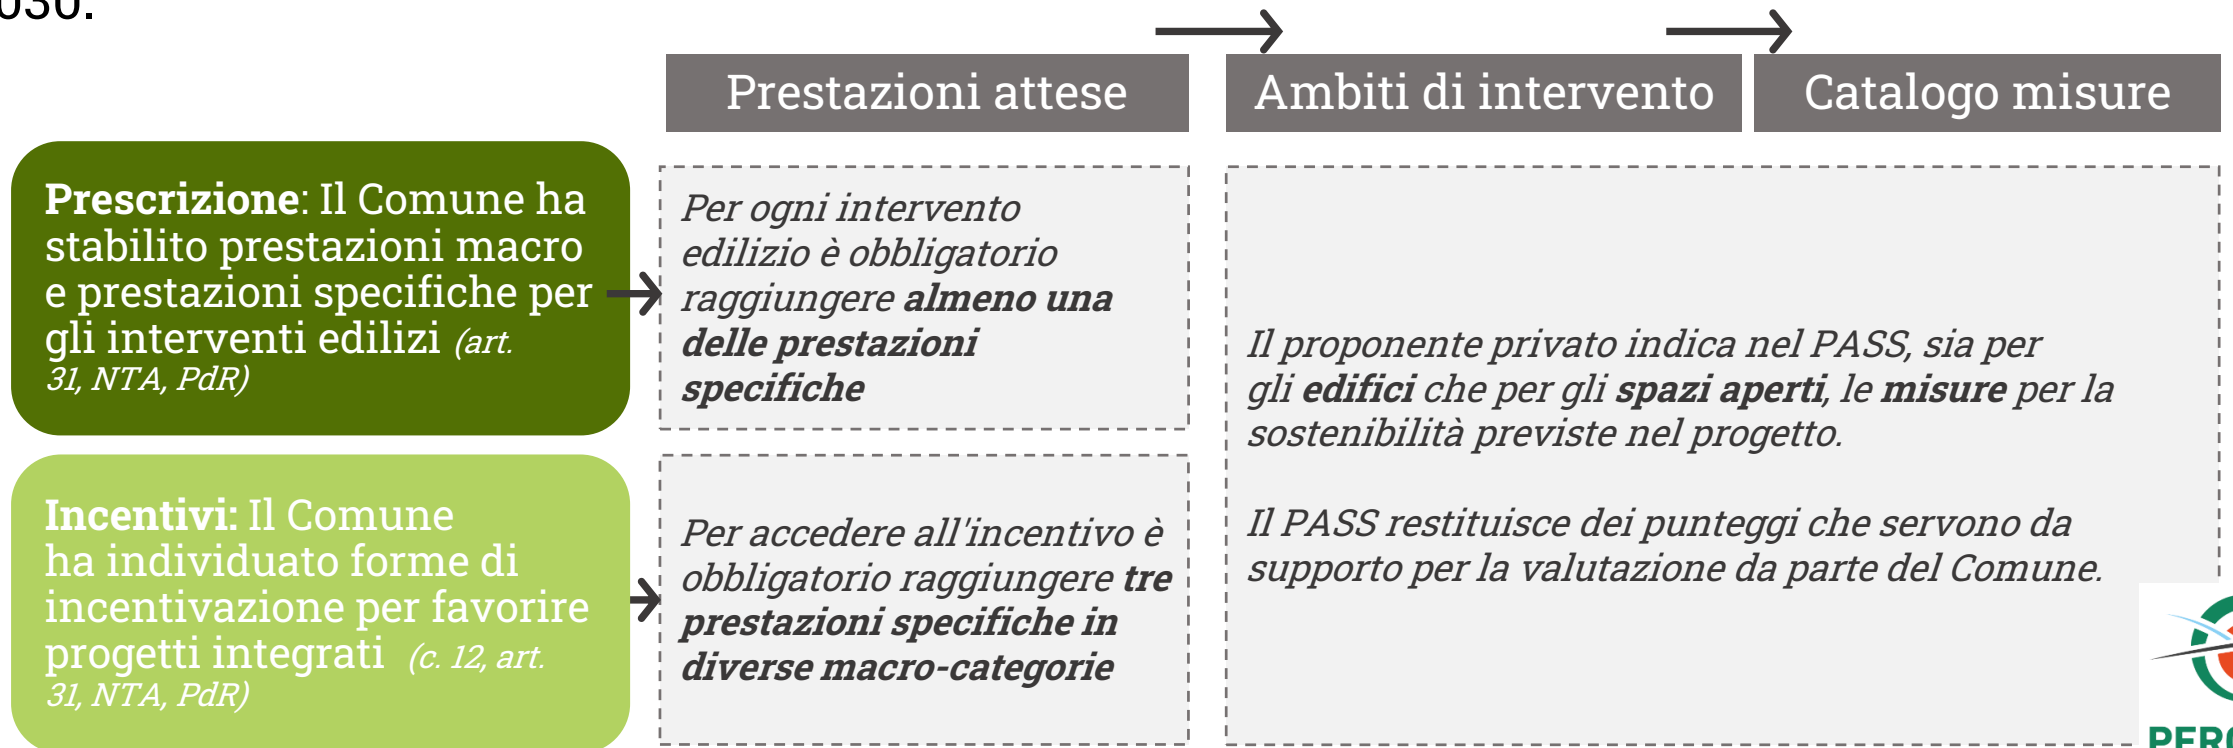 030.
Prestazioni attese
Ambiti di intervento
Catalogo misure
Prescrizione: Il Comune ha
stabilito prestazioni macro
e prestazioni specifiche per
gli interventi edilizi (art.
31, NTA, PdR)
Per ogni intervento
edilizio è obbligatorio
raggiungere almeno una
delle prestazioni
specifiche
Incentivi: Il Comune
ha individuato forme di
incentivazione per favorire
progetti integrati (c. 12, art.
31, NTA, PdR)
Per accedere all'incentivo è
obbligatorio raggiungere tre
prestazioni specifiche in
diverse macro-categorie
Il proponente privato indica nel PASS, sia per
gli edifici che per gli spazi aperti, le misure per la
sostenibilità previste nel progetto.
Il PASS restituisce dei punteggi che servono da
supporto per la valutazione da parte del Comune.